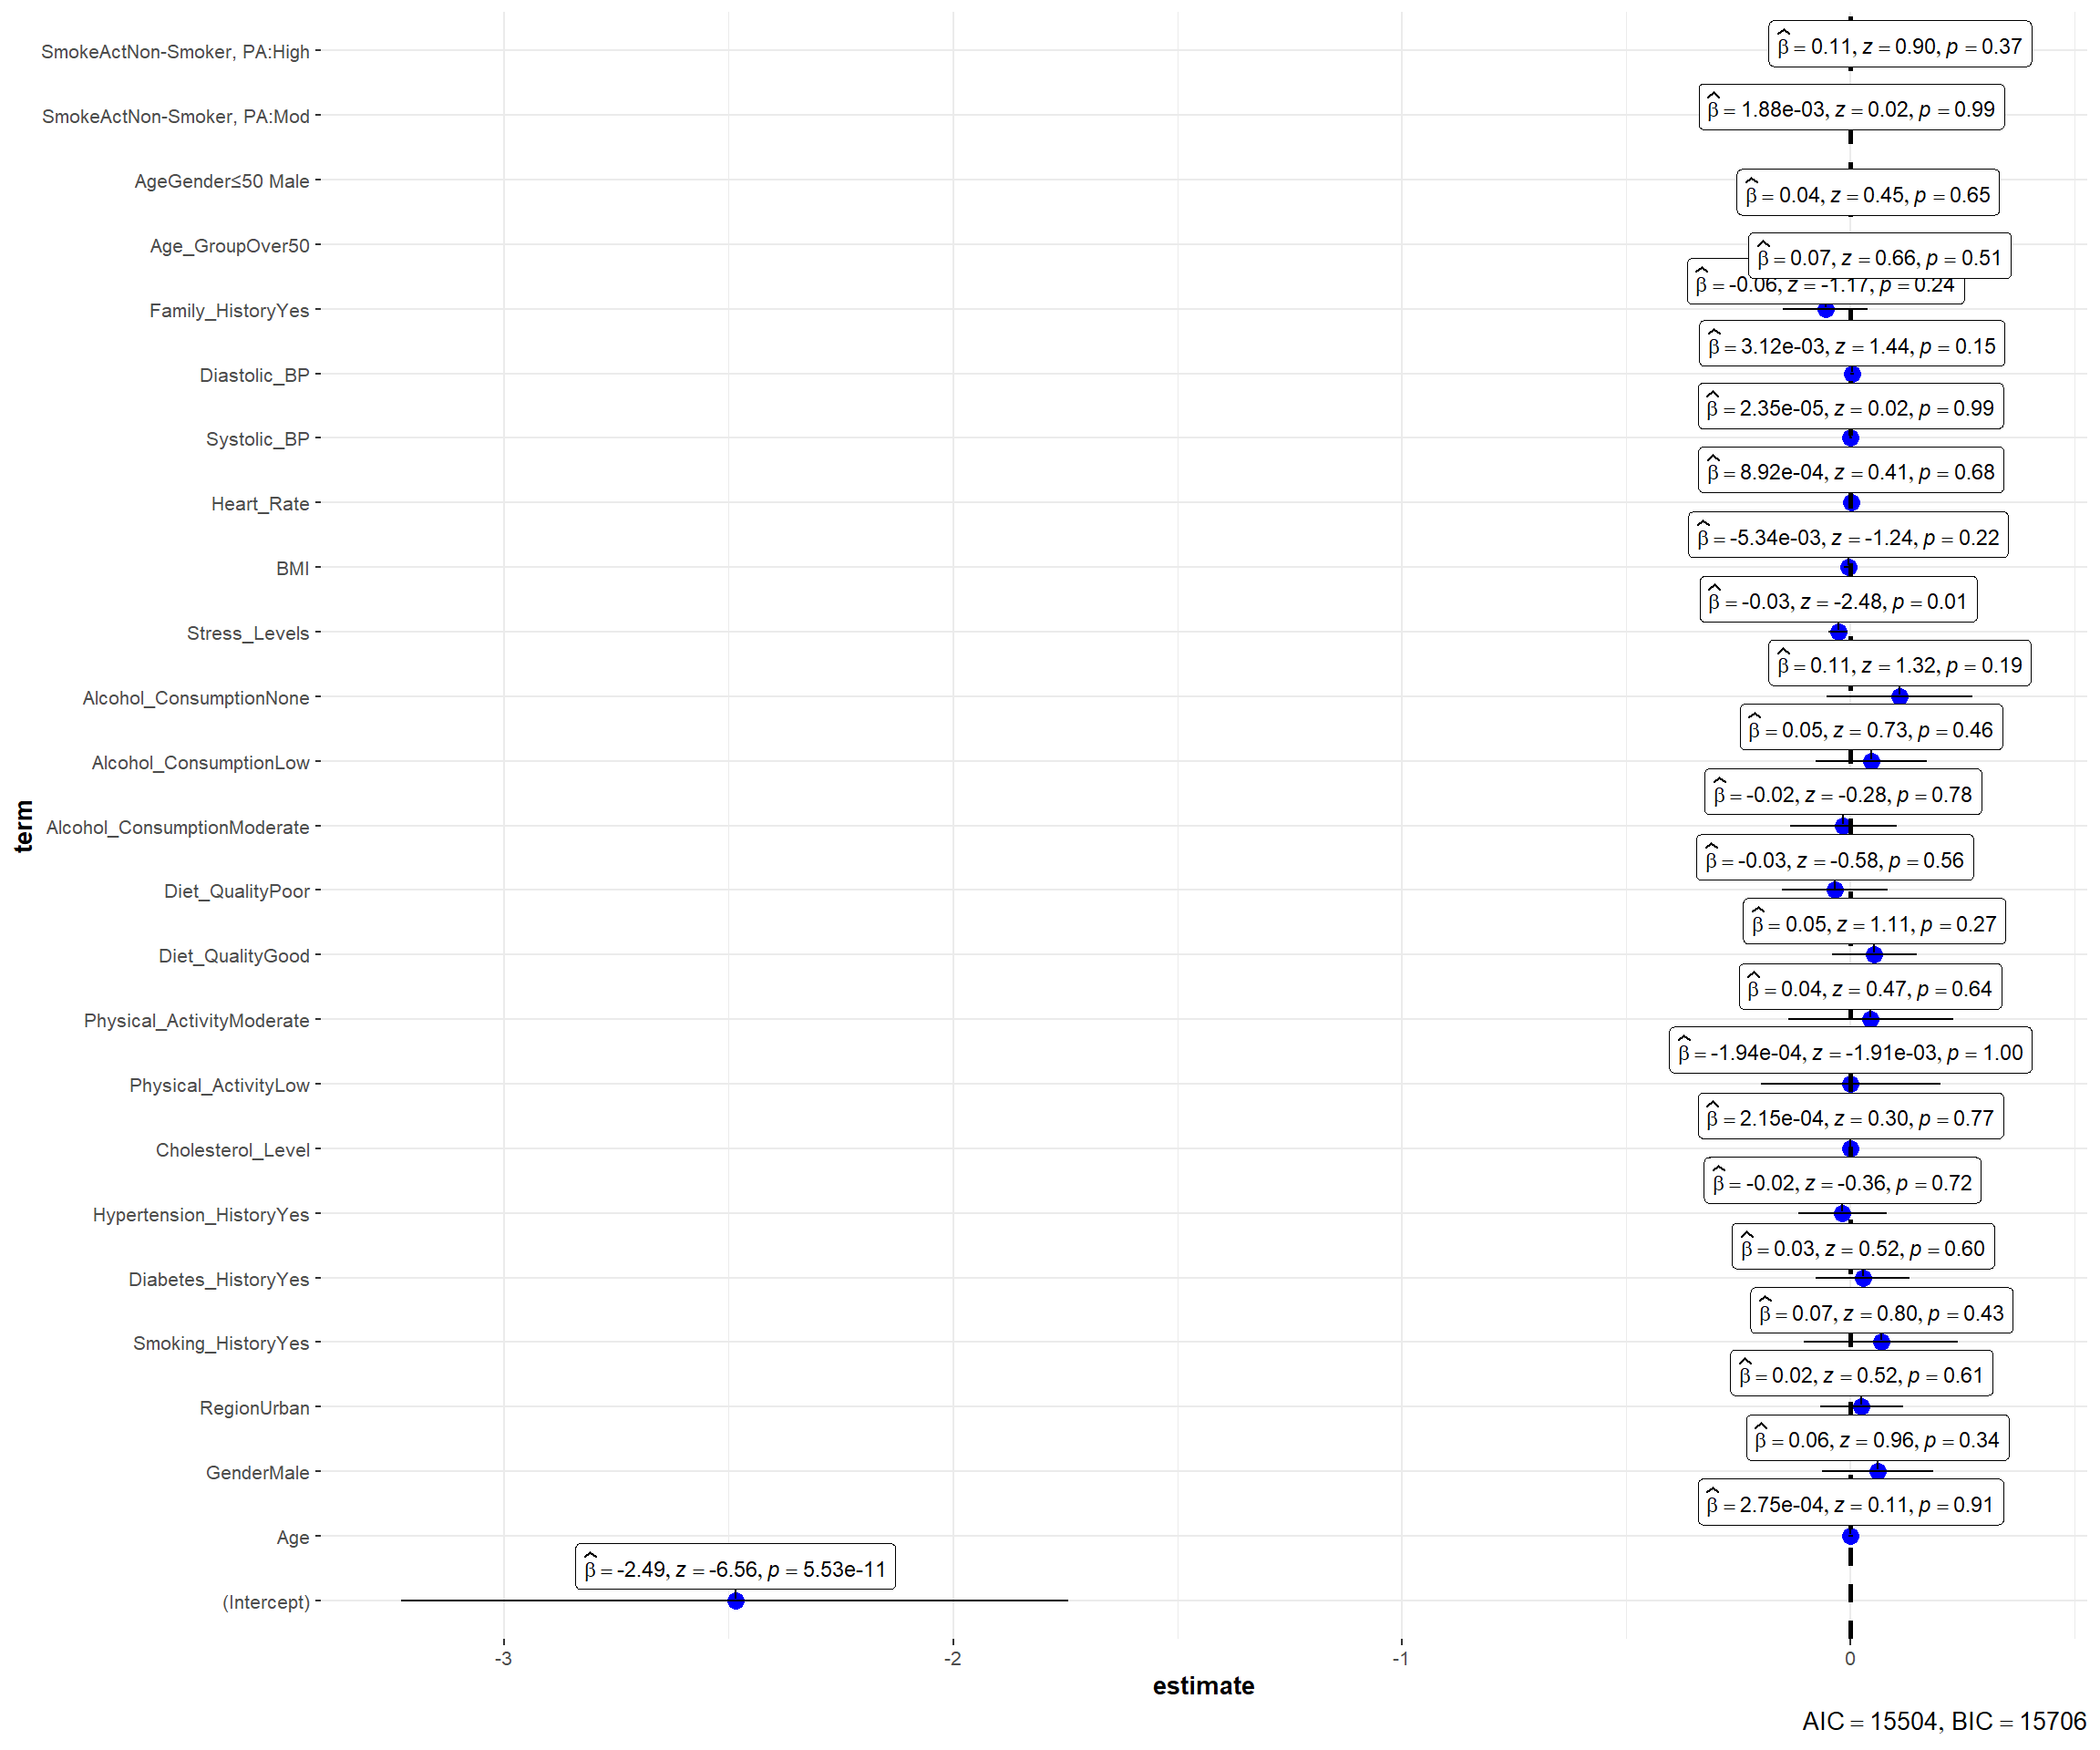 SmokeActNon-Smoker, PA:High
β̂ = 0.11, z = 0.90, p = 0.37
SmokeActNon-Smoker, PA:Mod
β̂ = 1.88e-03, z = 0.02, p = 0.99
AgeGender≤50 Male
β̂ = 0.04, z = 0.45, p = 0.65
Age_GroupOver50
β̂ = 0.07, z = 0.66, p = 0.51
β̂ = -0.06, z = -1.17, p = 0.24
Family_HistoryYes
β̂ = 3.12e-03, z = 1.44, p = 0.15
Diastolic_BP
β̂ = 2.35e-05, z = 0.02, p = 0.99
Systolic_BP
β̂ = 8.92e-04, z = 0.41, p = 0.68
Heart_Rate
β̂ = -5.34e-03, z = -1.24, p = 0.22
BMI
β̂ = -0.03, z = -2.48, p = 0.01
Stress_Levels
β̂ = 0.11, z = 1.32, p = 0.19
Alcohol_ConsumptionNone
β̂ = 0.05, z = 0.73, p = 0.46
Alcohol_ConsumptionLow
β̂ = -0.02, z = -0.28, p = 0.78
Alcohol_ConsumptionModerate
β̂ = -0.03, z = -0.58, p = 0.56
Diet_QualityPoor
β̂ = 0.05, z = 1.11, p = 0.27
Diet_QualityGood
β̂ = 0.04, z = 0.47, p = 0.64
Physical_ActivityModerate
β̂ = -1.94e-04, z = -1.91e-03, p = 1.00
Physical_ActivityLow
β̂ = 2.15e-04, z = 0.30, p = 0.77
Cholesterol_Level
β̂ = -0.02, z = -0.36, p = 0.72
Hypertension_HistoryYes
β̂ = 0.03, z = 0.52, p = 0.60
Diabetes_HistoryYes
β̂ = 0.07, z = 0.80, p = 0.43
Smoking_HistoryYes
β̂ = 0.02, z = 0.52, p = 0.61
RegionUrban
β̂ = 0.06, z = 0.96, p = 0.34
GenderMale
β̂ = 2.75e-04, z = 0.11, p = 0.91
Age
β̂ = -2.49, z = -6.56, p = 5.53e-11
(Intercept)
term
-3 -2 -1 0
estimate
AIC = 15504, BIC = 15706